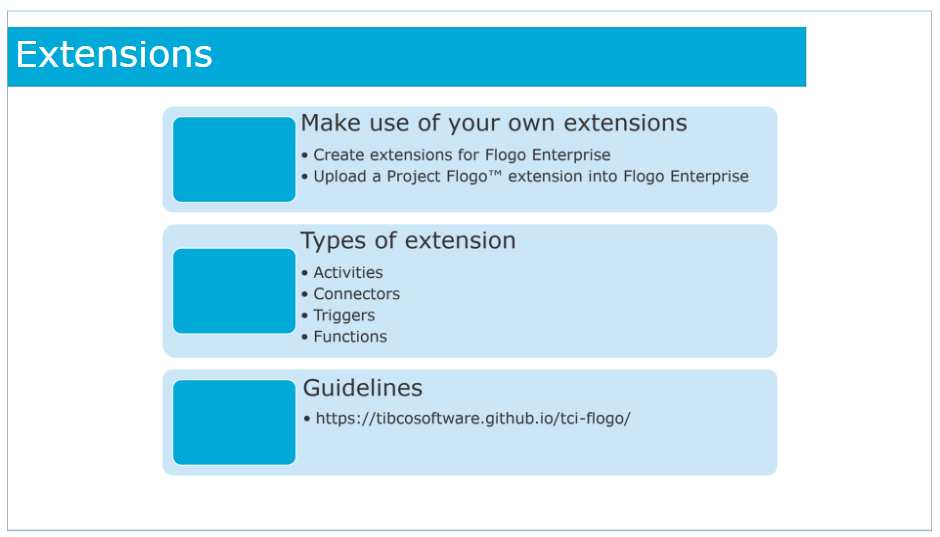 Extensions
Make use of your own extensions
• Create extensions for Flogo Enterprise
• Upload a Project Flogo™ extension into Flogo Enterprise
Types of extension
• Activities
• Connectors
• Triggers
• Functions
Guidelines
• https://tibcosoftware.github.io/tci-flogo/